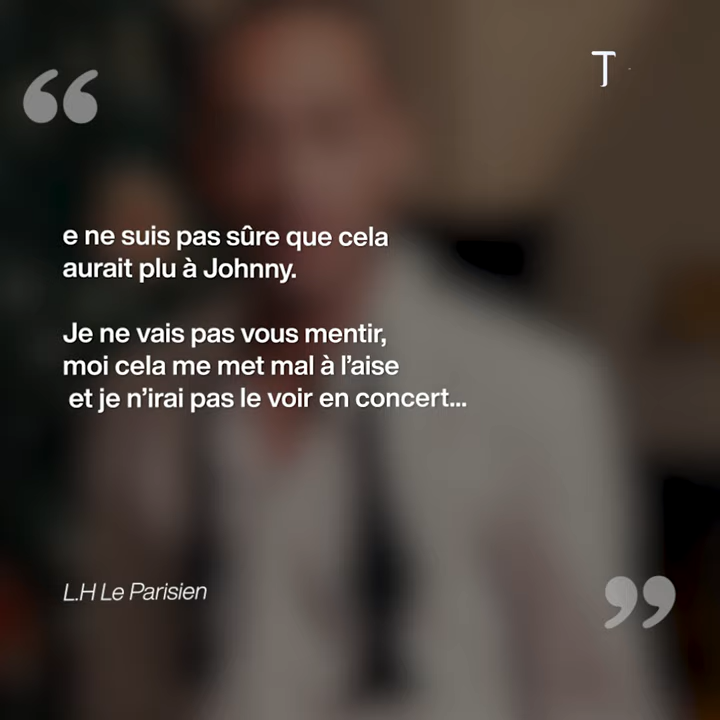 T
“
e ne suis pas sûre que cela
aurait plu à Johnny.
Je ne vais pas vous mentir,
moi cela me met mal à l’aise
et je n’irai pas le voir en concert...
L.H Le Parisien
”